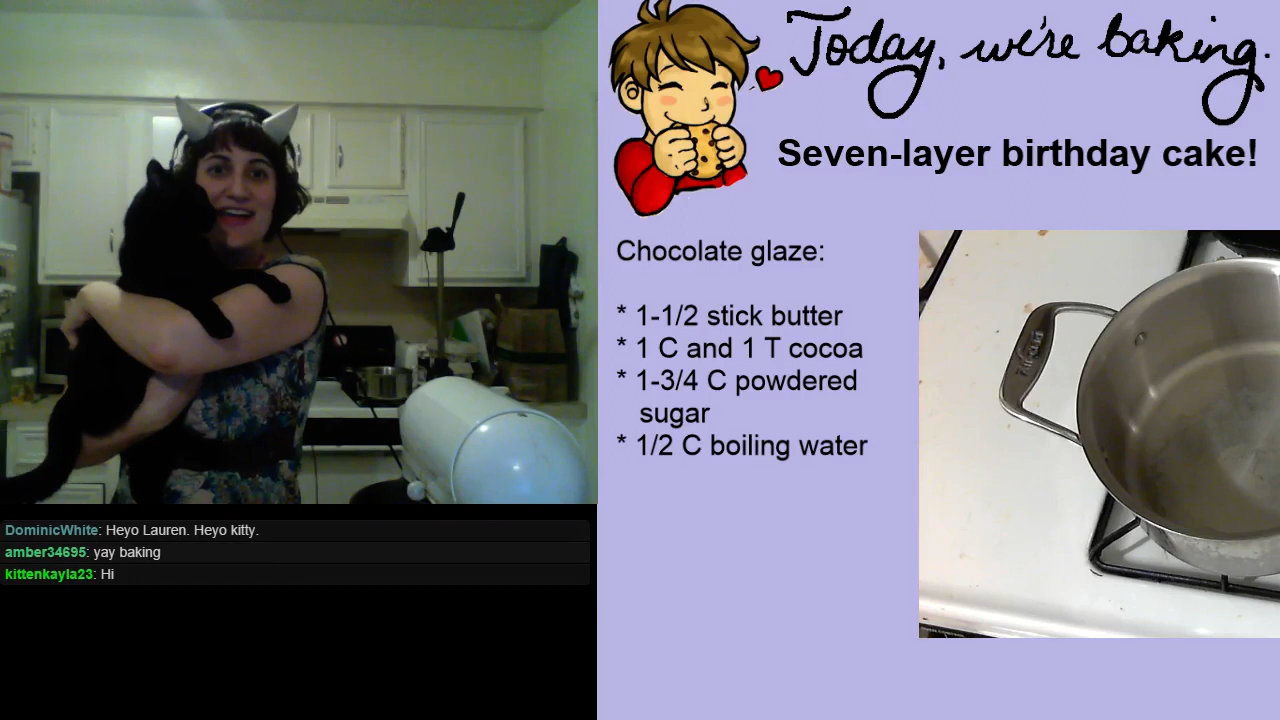 Today, we're baking.
Seven-layer birthday cake!
Chocolate glaze:
* 1-1/2 stick butter
* 1 C and 1 T cocoa
* 1-3/4 C powdered
sugar
* 1/2 C boiling water
DominicWhite: Heyo Lauren. Heyo kitty.
amber34695: yay baking
kittenkayla23: Hi